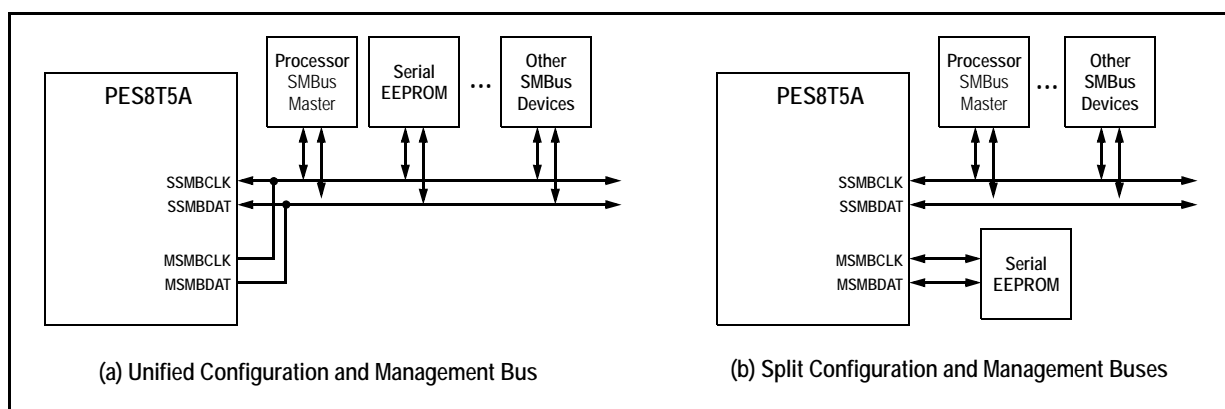 PES8T5A
Processor
SMBus
Master
Serial
EEPROM
...
Other
SMBus
Devices
SSMBCLK
SSMBDAT
MSMBCLK
MSMBDAT
(a) Unified Configuration and Management Bus
PES8T5A
Processor
SMBus
Master
...
Other
SMBus
Devices
SSMBCLK
SSMBDAT
MSMBCLK
MSMBDAT
Serial
EEPROM
(b) Split Configuration and Management Buses